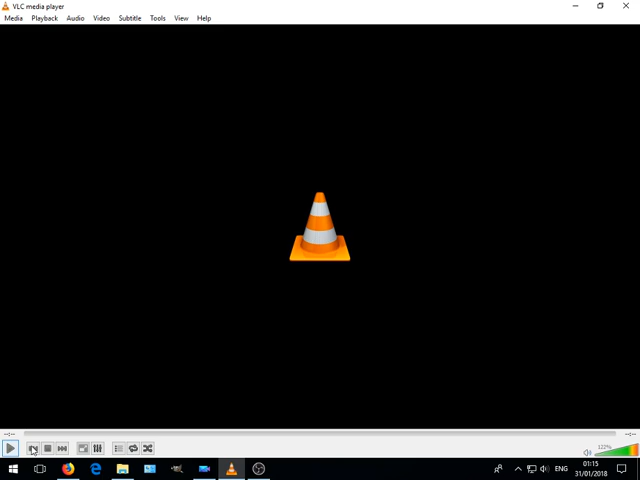 VLC media player
Media Playback Audio Video Subtitle Tools View Help
--:-- --:--
122%
ENG
01:15
31/01/2018